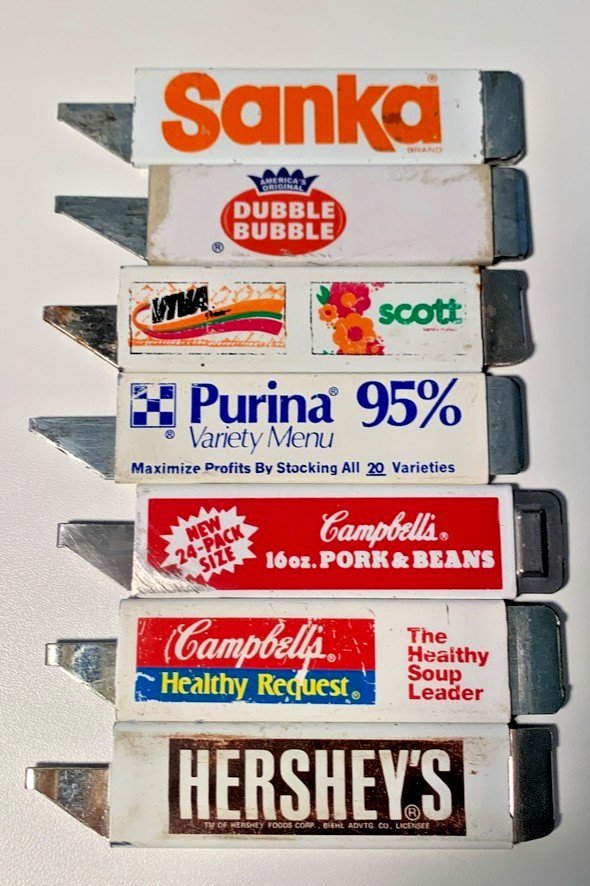 Sanka®
BRAND
AMERICA'S
ORIGINAL
DUBBLE
BUBBLE
®
VIVA
scott
Purina® 95%
® Variety Menu
Maximize Profits By Stocking All 20 Varieties
NEW
24-PACK
SIZE
Campbell's®
16oz. PORK & BEANS
Campbell's®
Healthy Request®
The
Healthy
Soup
Leader
HERSHEY'S®
TM OF HERSHEY FOODS CORP., BIEHL ADVTG. CO., LICENSEE